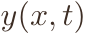 y(x, t)